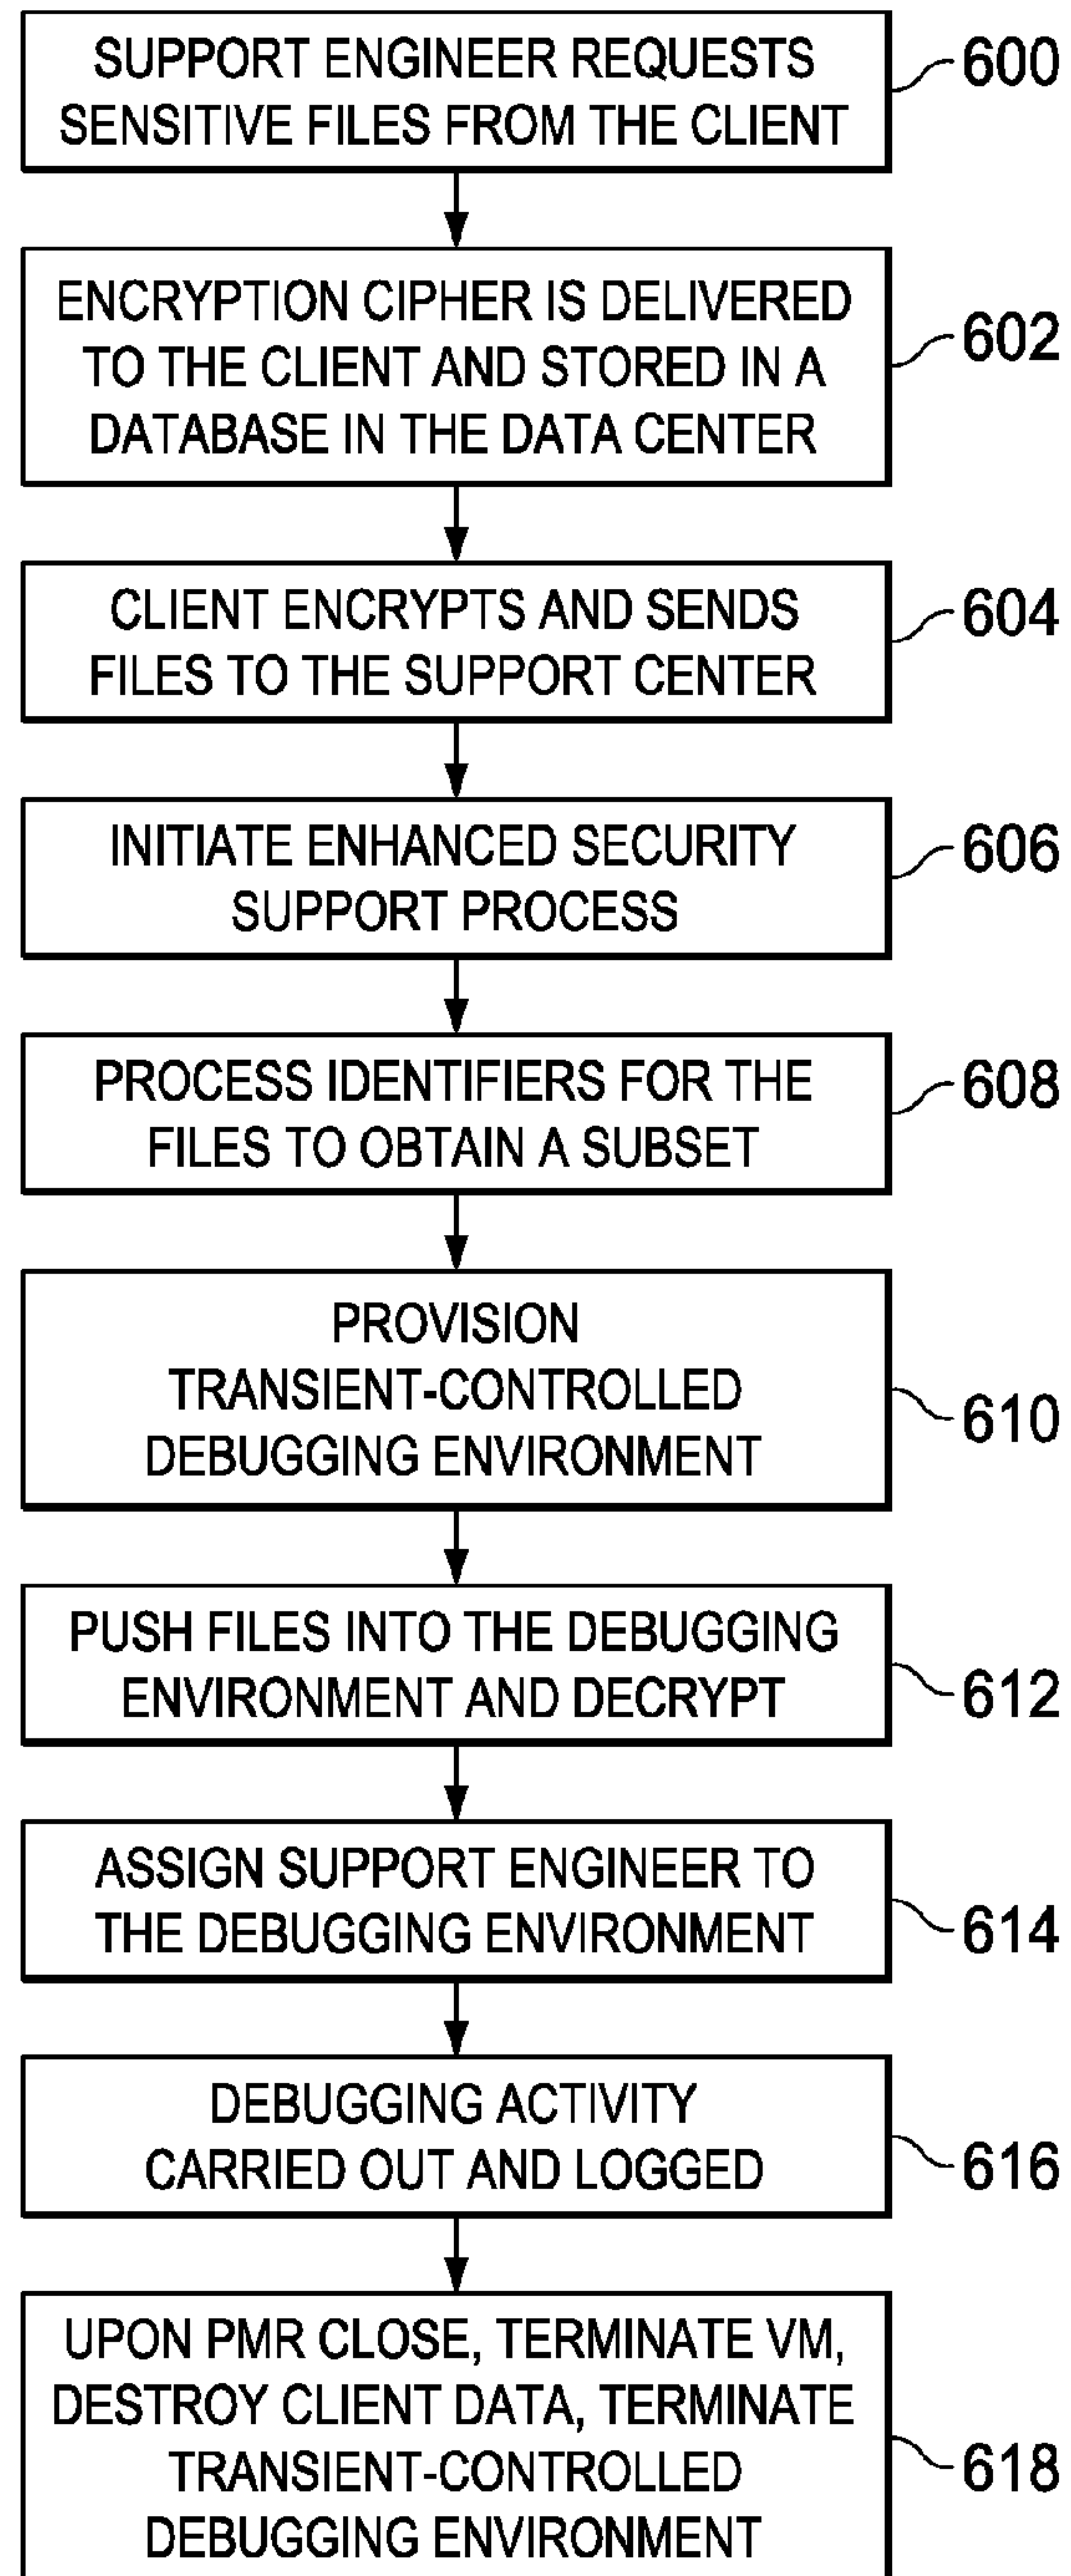 SUPPORT ENGINEER REQUESTS
SENSITIVE FILES FROM THE CLIENT
600
ENCRYPTION CIPHER IS DELIVERED
TO THE CLIENT AND STORED IN A
DATABASE IN THE DATA CENTER
602
CLIENT ENCRYPTS AND SENDS
FILES TO THE SUPPORT CENTER
604
INITIATE ENHANCED SECURITY
SUPPORT PROCESS
606
PROCESS IDENTIFIERS FOR THE
FILES TO OBTAIN A SUBSET
608
PROVISION
TRANSIENT-CONTROLLED
DEBUGGING ENVIRONMENT
610
PUSH FILES INTO THE DEBUGGING
ENVIRONMENT AND DECRYPT
612
ASSIGN SUPPORT ENGINEER TO
THE DEBUGGING ENVIRONMENT
614
DEBUGGING ACTIVITY
CARRIED OUT AND LOGGED
616
UPON PMR CLOSE, TERMINATE VM,
DESTROY CLIENT DATA, TERMINATE
TRANSIENT-CONTROLLED
DEBUGGING ENVIRONMENT
618